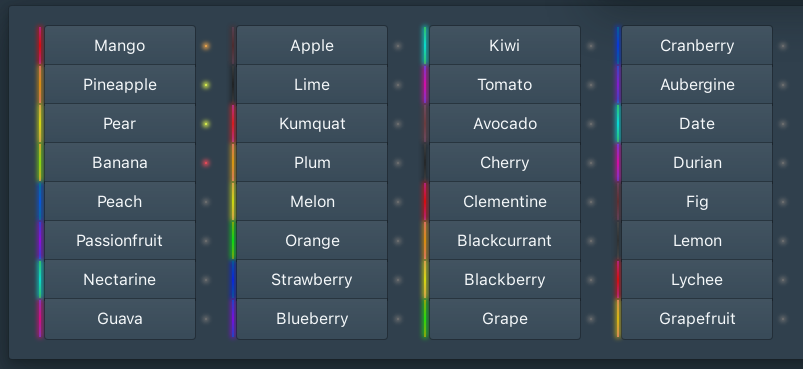 Mango
Pineapple
Pear
Banana
Peach
Passionfruit
Nectarine
Guava
Apple
Lime
Kumquat
Plum
Melon
Orange
Strawberry
Blueberry
Kiwi
Tomato
Avocado
Cherry
Clementine
Blackcurrant
Blackberry
Grape
Cranberry
Aubergine
Date
Durian
Fig
Lemon
Lychee
Grapefruit